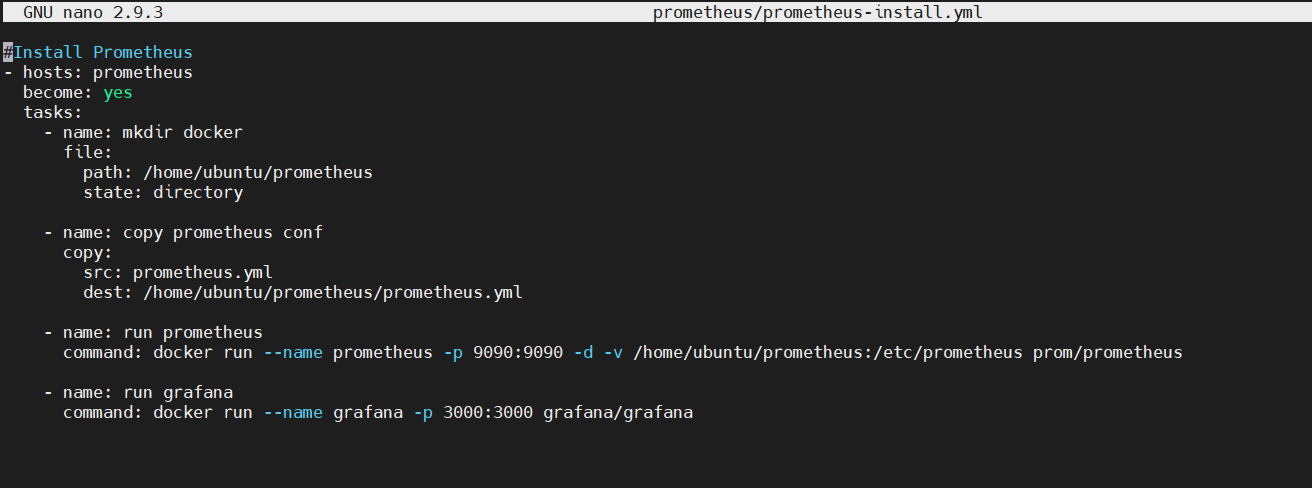 GNU nano 2.9.3 prometheus/prometheus-install.yml
#Install Prometheus
- hosts: prometheus
  become: yes
  tasks:
    - name: mkdir docker
      file:
        path: /home/ubuntu/prometheus
        state: directory
    - name: copy prometheus conf
      copy:
        src: prometheus.yml
        dest: /home/ubuntu/prometheus/prometheus.yml
    - name: run prometheus
      command: docker run --name prometheus -p 9090:9090 -d -v /home/ubuntu/prometheus:/etc/prometheus prom/prometheus
    - name: run grafana
      command: docker run --name grafana -p 3000:3000 grafana/grafana